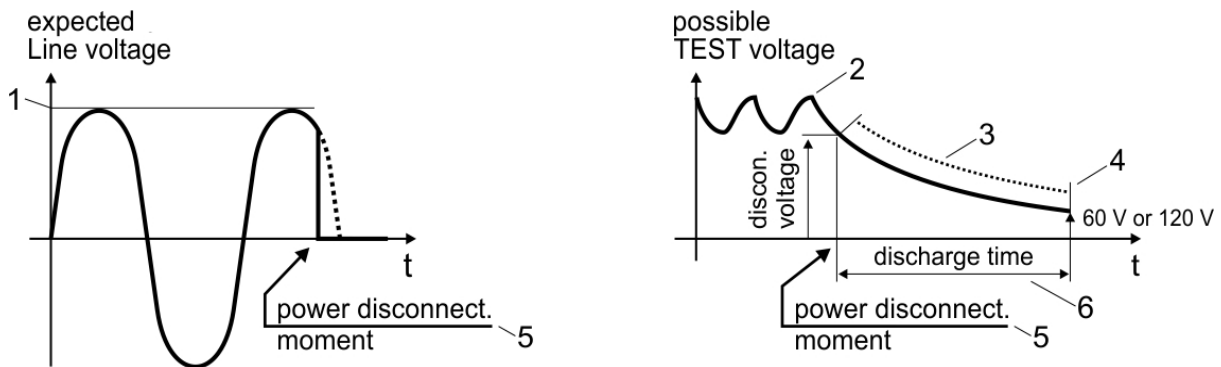 expected
Line voltage
1
t
power disconnect.
moment
5
possible
TEST voltage
2
3
4
discon.
voltage
60 V or 120 V
discharge time
t
6
power disconnect.
moment
5